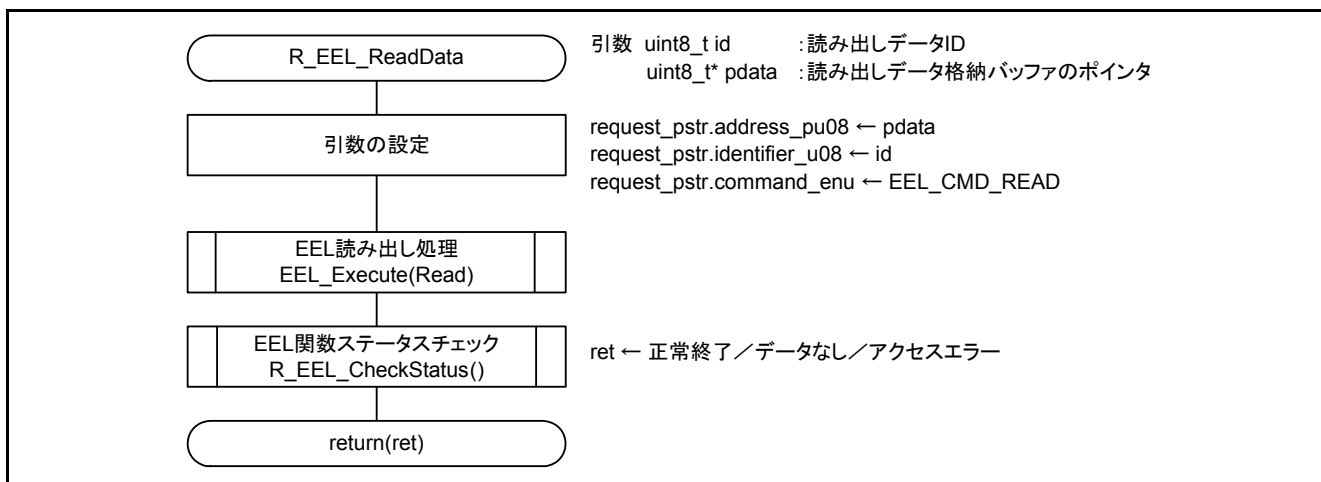 R_EEL_ReadData
引数 uint8_t id :読み出しデータID
uint8_t* pdata :読み出しデータ格納バッファのポインタ
引数の設定
request_pstr.address_pu08 ← pdata
request_pstr.identifier_u08 ← id
request_pstr.command_enu ← EEL_CMD_READ
EEL読み出し処理
EEL_Execute(Read)
EEL関数ステータスチェック
R_EEL_CheckStatus()
ret ← 正常終了／データなし／アクセスエラー
return(ret)